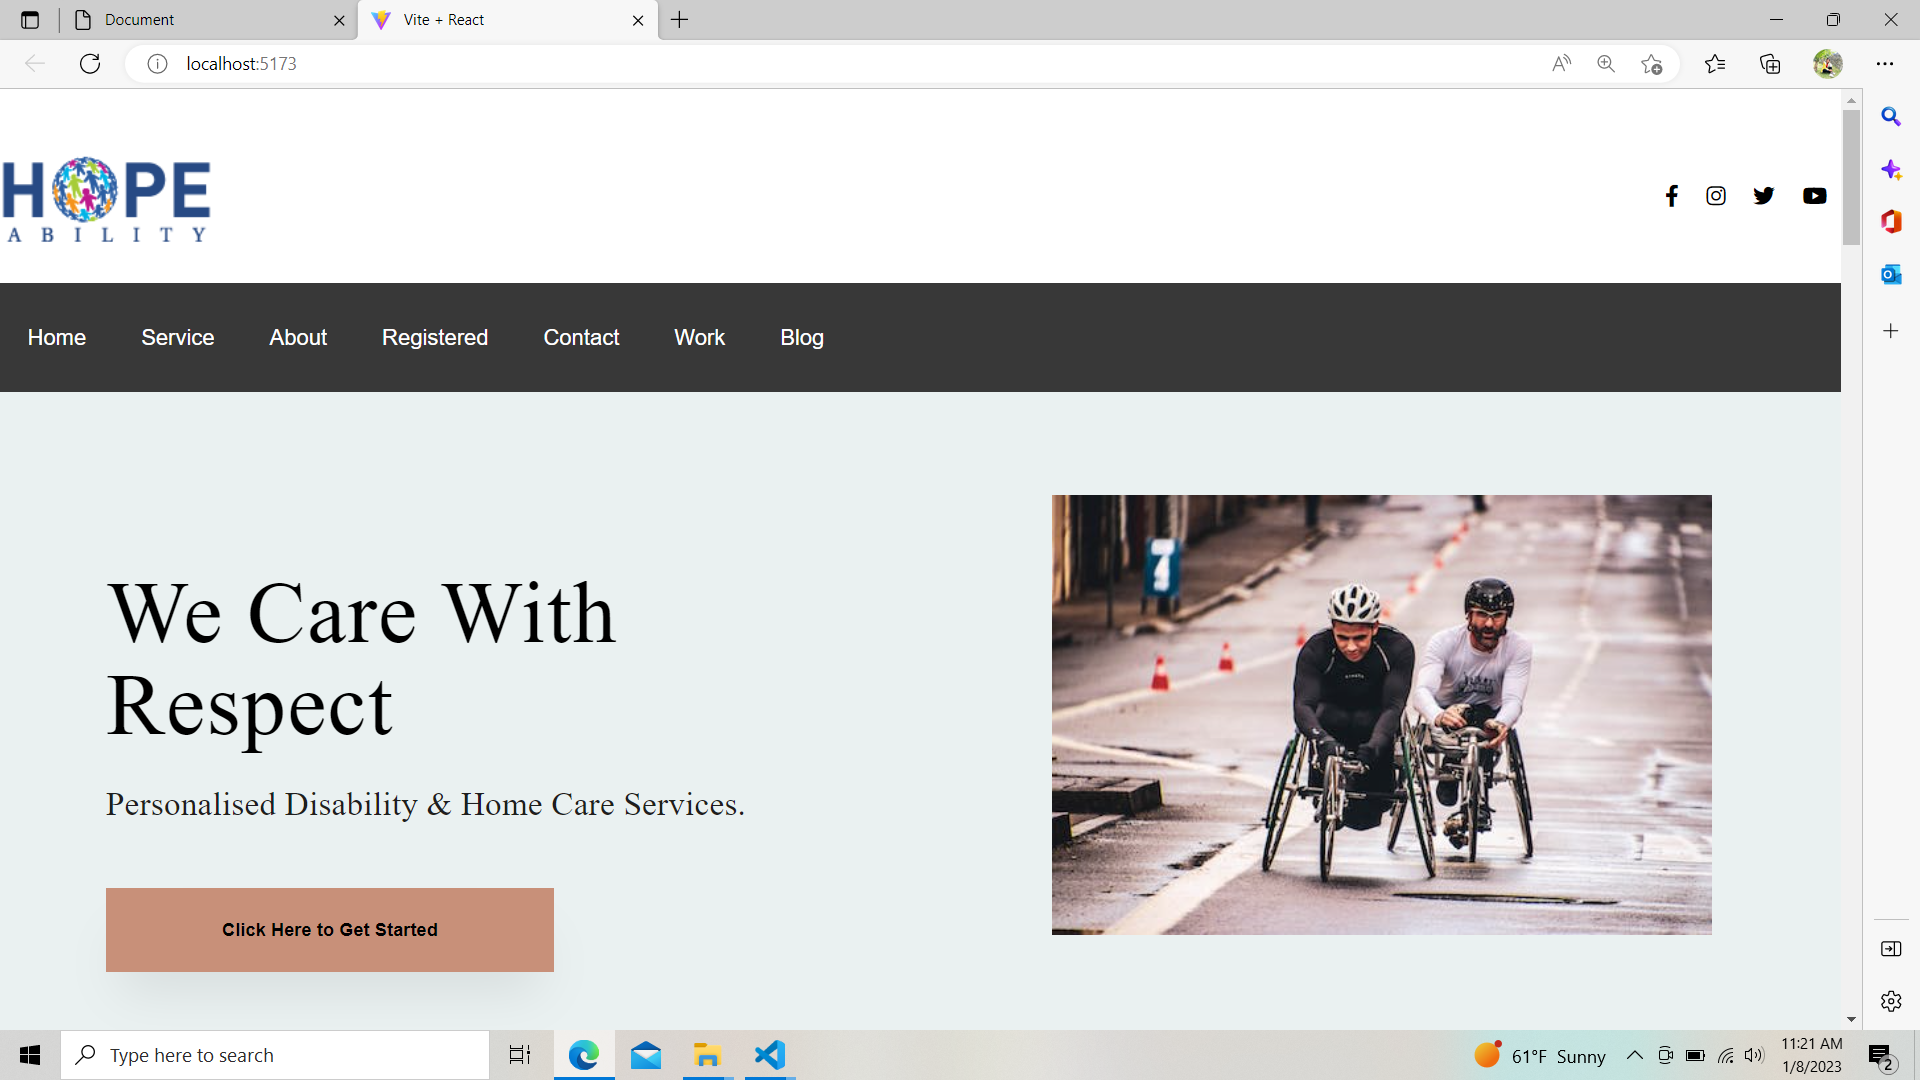 Document
Vite + React
localhost:5173
HOPE
ABILITY
Home Service About Registered Contact Work Blog
We Care With
Respect
Personalised Disability & Home Care Services.
Click Here to Get Started
Type here to search
61°F Sunny
11:21 AM
1/8/2023
2